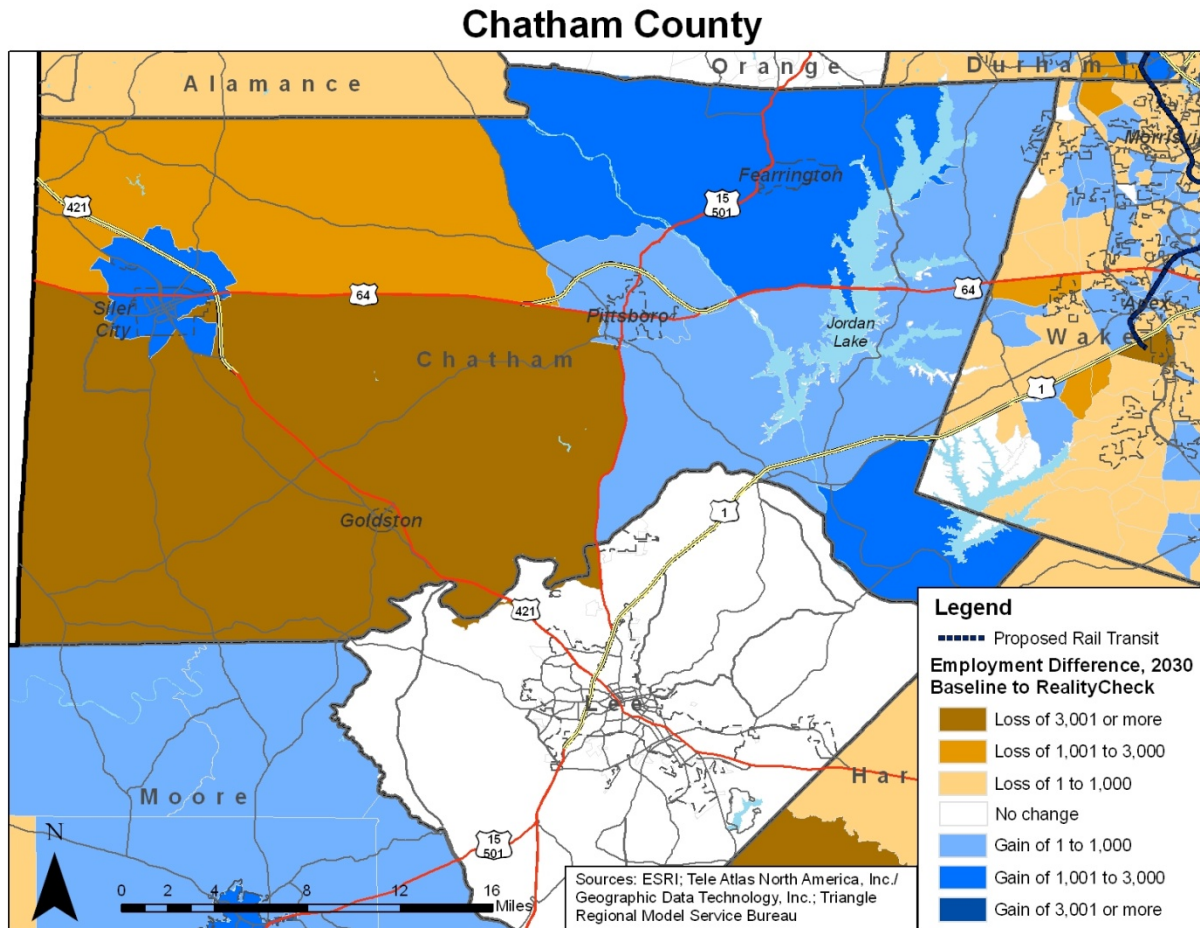 Chatham County
Alamance
Orange
Durham
Morrisvi
Fearrington
15
501
421
64
64
Siler
City
Pittsboro
Apex
Jordan
Lake
Wake
Chatham
1
Goldston
1
421
Lee
Har
Moore
15
501
N
0 2 4 8 12 16
Miles
Sources: ESRI; Tele Atlas North America, Inc./
Geographic Data Technology, Inc.; Triangle
Regional Model Service Bureau
Legend
Proposed Rail Transit
Employment Difference, 2030
Baseline to RealityCheck
Loss of 3,001 or more
Loss of 1,001 to 3,000
Loss of 1 to 1,000
No change
Gain of 1 to 1,000
Gain of 1,001 to 3,000
Gain of 3,001 or more